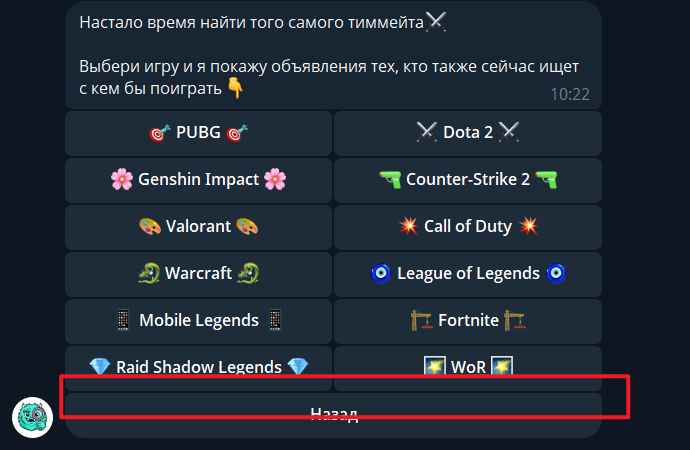 Настало время найти того самого тиммейта⚔️
Выбери игру и я покажу объявления тех, кто также сейчас ищет
с кем бы поиграть 👇
10:22
🎯 PUBG 🎯
⚔️ Dota 2 ⚔️
🌸 Genshin Impact 🌸
🔫 Counter-Strike 2 🔫
🎨 Valorant 🎨
💥 Call of Duty 💥
🐉 Warcraft 🐉
🧿 League of Legends 🧿
📱 Mobile Legends 📱
🏗 Fortnite 🏗
💎 Raid Shadow Legends 💎
🌠 WoR 🌠
Назад